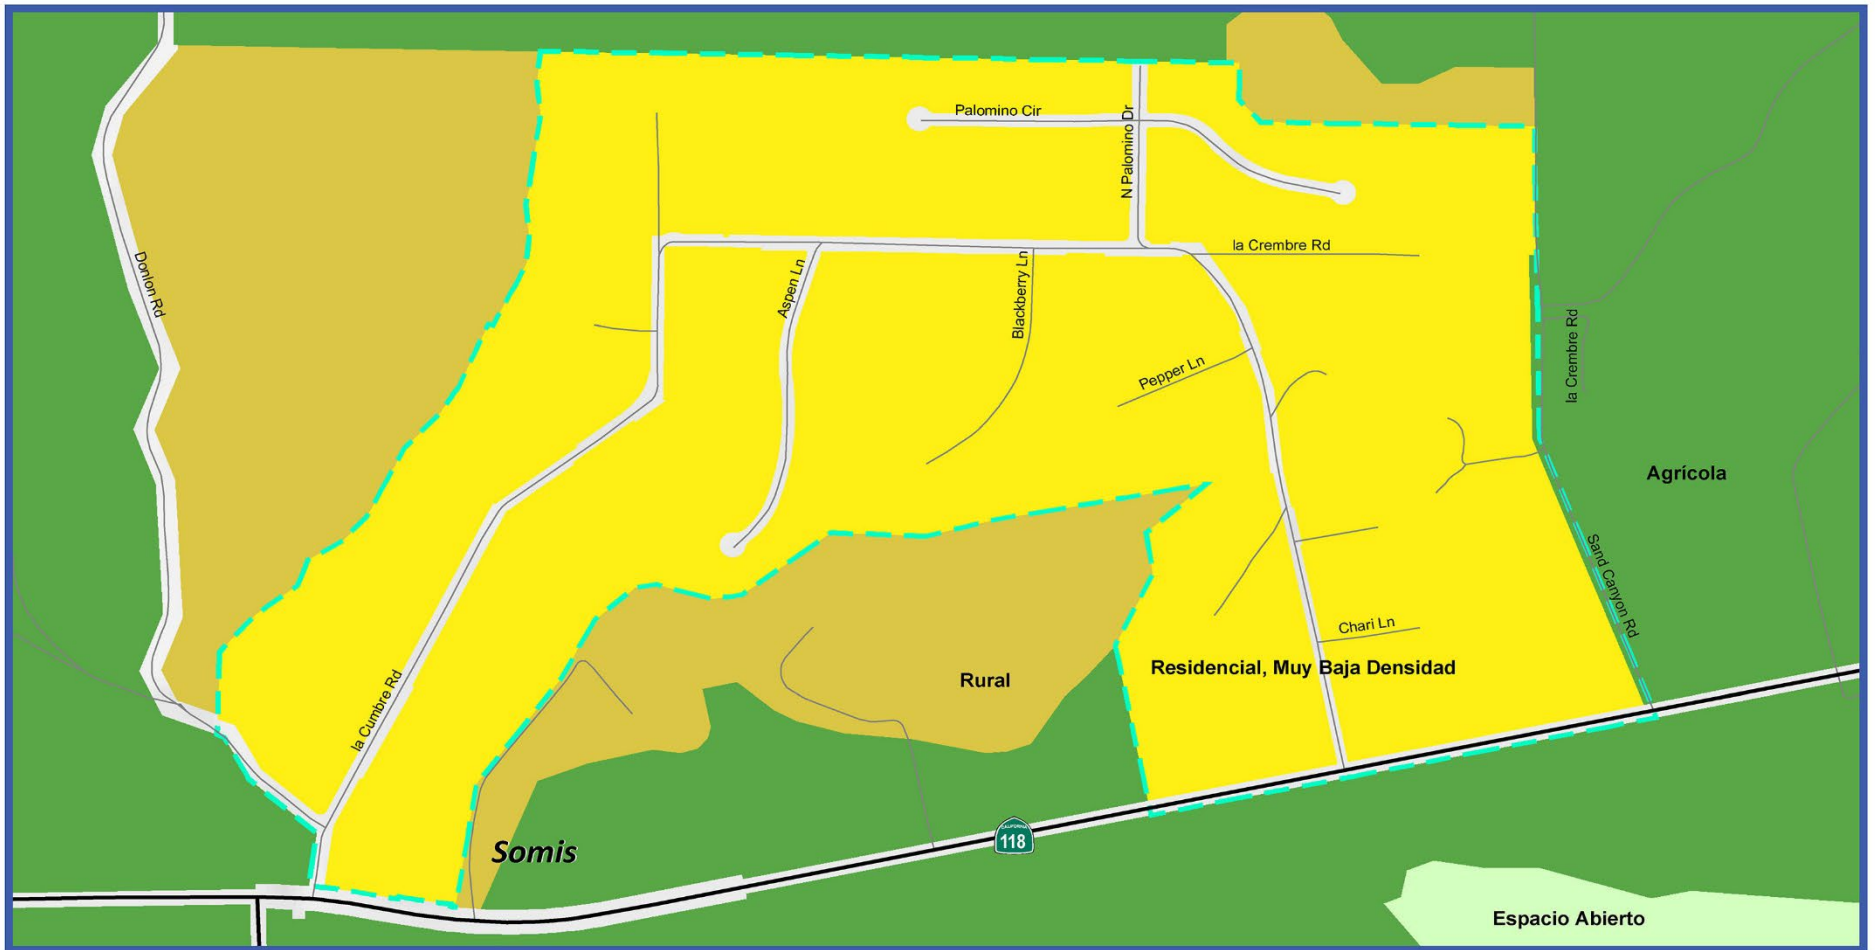 Palomino Cir
N Palomino Dr
la Crembre Rd
Donlon Rd
Aspen Ln
Blackberry Ln
la Crembre Rd
Pepper Ln
Agrícola
Sand Canyon Rd
Chari Ln
Residencial, Muy Baja Densidad
Rural
la Cumbre Rd
CALIFORNIA
118
Somis
Espacio Abierto